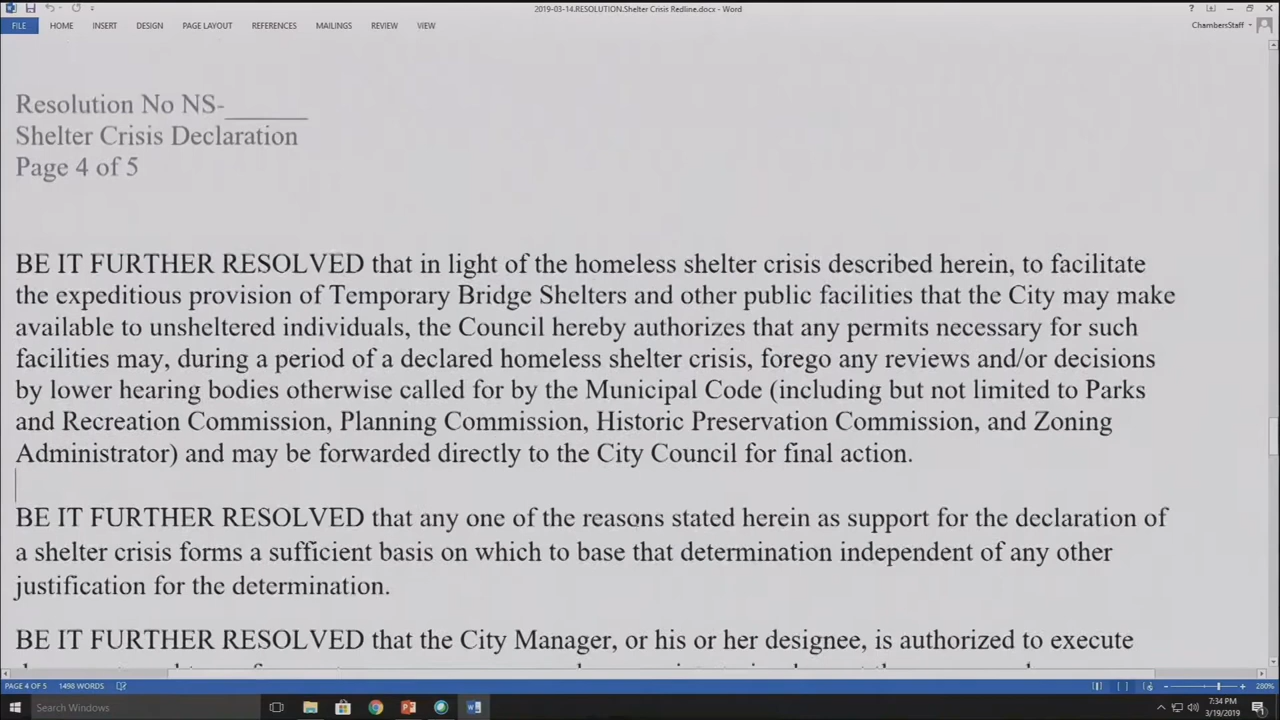 2019-03-14.RESOLUTION.Shelter Crisis Redline.docx - Word
FILE HOME INSERT DESIGN PAGE LAYOUT REFERENCES MAILINGS REVIEW VIEW ChambersStaff
Resolution No NS-_______
Shelter Crisis Declaration
Page 4 of 5
BE IT FURTHER RESOLVED that in light of the homeless shelter crisis described herein, to facilitate
the expeditious provision of Temporary Bridge Shelters and other public facilities that the City may make
available to unsheltered individuals, the Council hereby authorizes that any permits necessary for such
facilities may, during a period of a declared homeless shelter crisis, forego any reviews and/or decisions
by lower hearing bodies otherwise called for by the Municipal Code (including but not limited to Parks
and Recreation Commission, Planning Commission, Historic Preservation Commission, and Zoning
Administrator) and may be forwarded directly to the City Council for final action.
BE IT FURTHER RESOLVED that any one of the reasons stated herein as support for the declaration of
a shelter crisis forms a sufficient basis on which to base that determination independent of any other
justification for the determination.
BE IT FURTHER RESOLVED that the City Manager, or his or her designee, is authorized to execute
PAGE 4 OF 5 1498 WORDS 280%
Search Windows 7:34 PM
3/19/2019